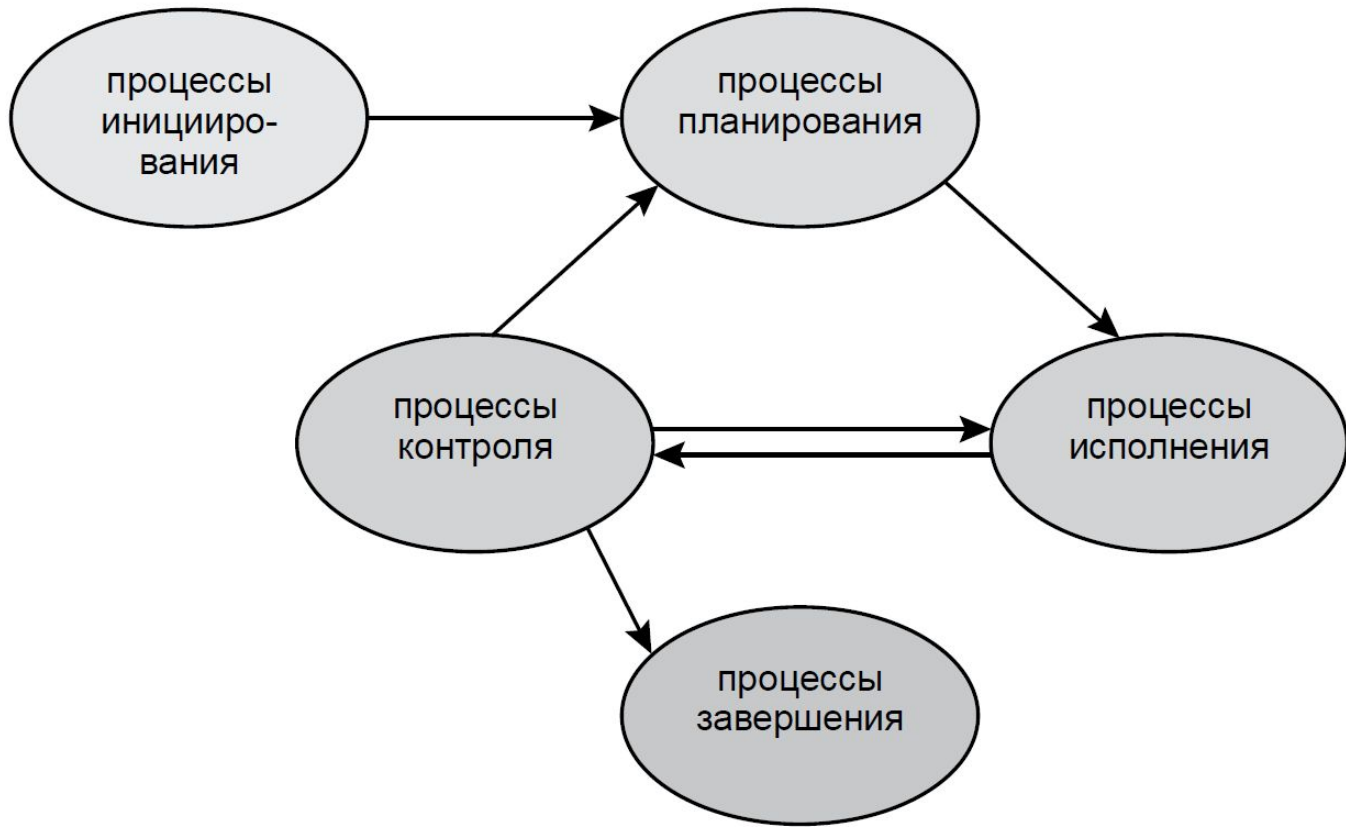 процессы
иницииро-
вания
процессы
планирования
процессы
контроля
процессы
исполнения
процессы
завершения